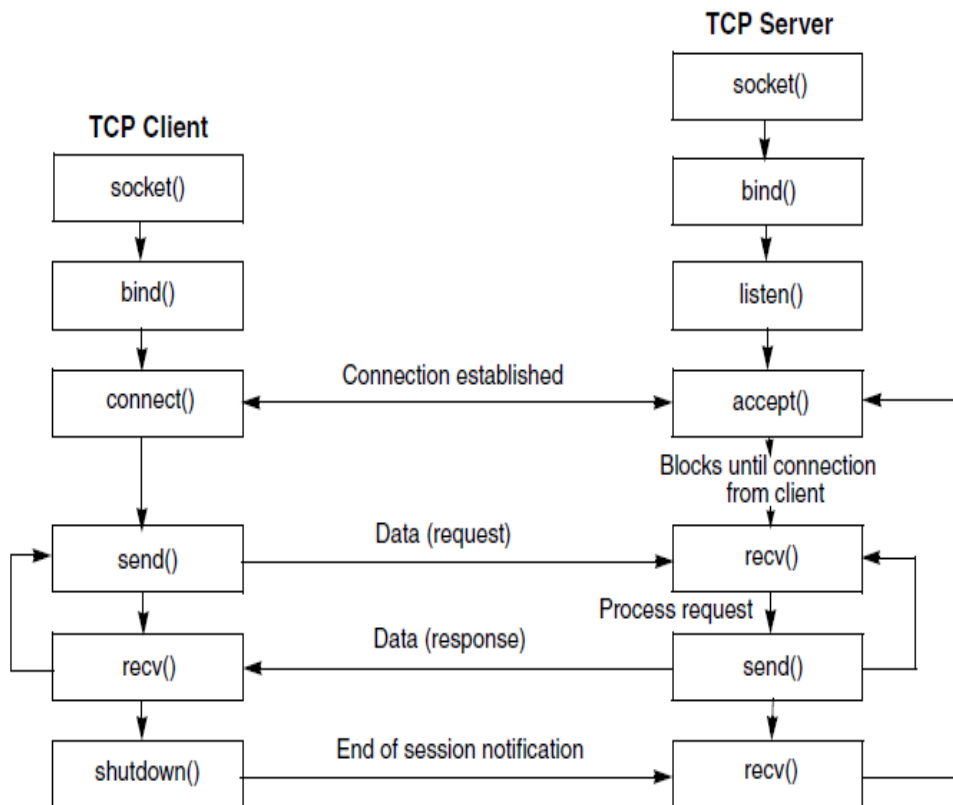 TCP Server
socket()
TCP Client
socket()
bind()
bind()
listen()
Connection established
connect()
accept()
Blocks until connection
from client
Data (request)
send()
recv()
Process request
Data (response)
recv()
send()
End of session notification
shutdown()
recv()